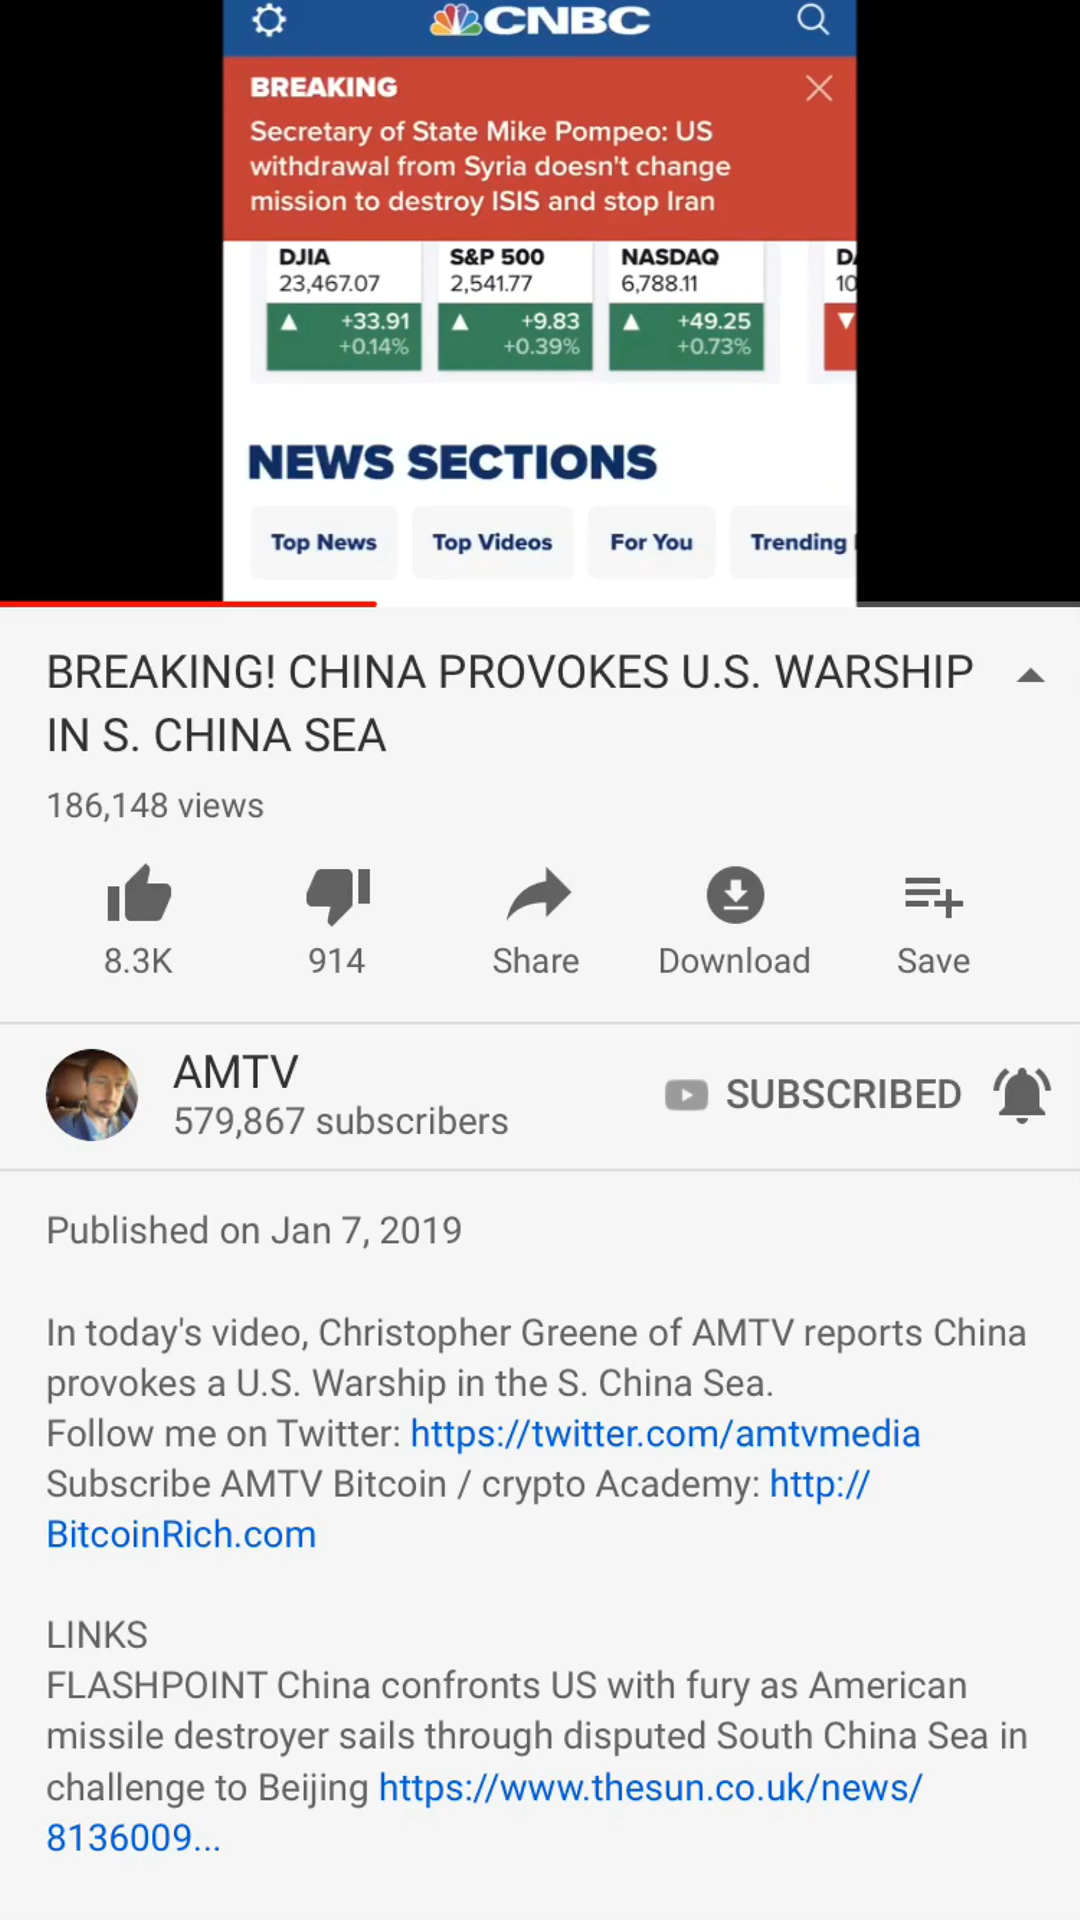 CNBC
BREAKING
Secretary of State Mike Pompeo: US
withdrawal from Syria doesn't change
mission to destroy ISIS and stop Iran
DJIA
23,467.07
+33.91
+0.14%
S&P 500
2,541.77
+9.83
+0.39%
NASDAQ
6,788.11
+49.25
+0.73%
10
NEWS SECTIONS
Top News
Top Videos
For You
Trending
BREAKING! CHINA PROVOKES U.S. WARSHIP
IN S. CHINA SEA
186,148 views
8.3K
914
Share
Download
Save
AMTV
579,867 subscribers
SUBSCRIBED
Published on Jan 7, 2019
In today's video, Christopher Greene of AMTV reports China
provokes a U.S. Warship in the S. China Sea.
Follow me on Twitter: https://twitter.com/amtvmedia
Subscribe AMTV Bitcoin / crypto Academy: http://
BitcoinRich.com
LINKS
FLASHPOINT China confronts US with fury as American
missile destroyer sails through disputed South China Sea in
challenge to Beijing https://www.thesun.co.uk/news/
8136009...